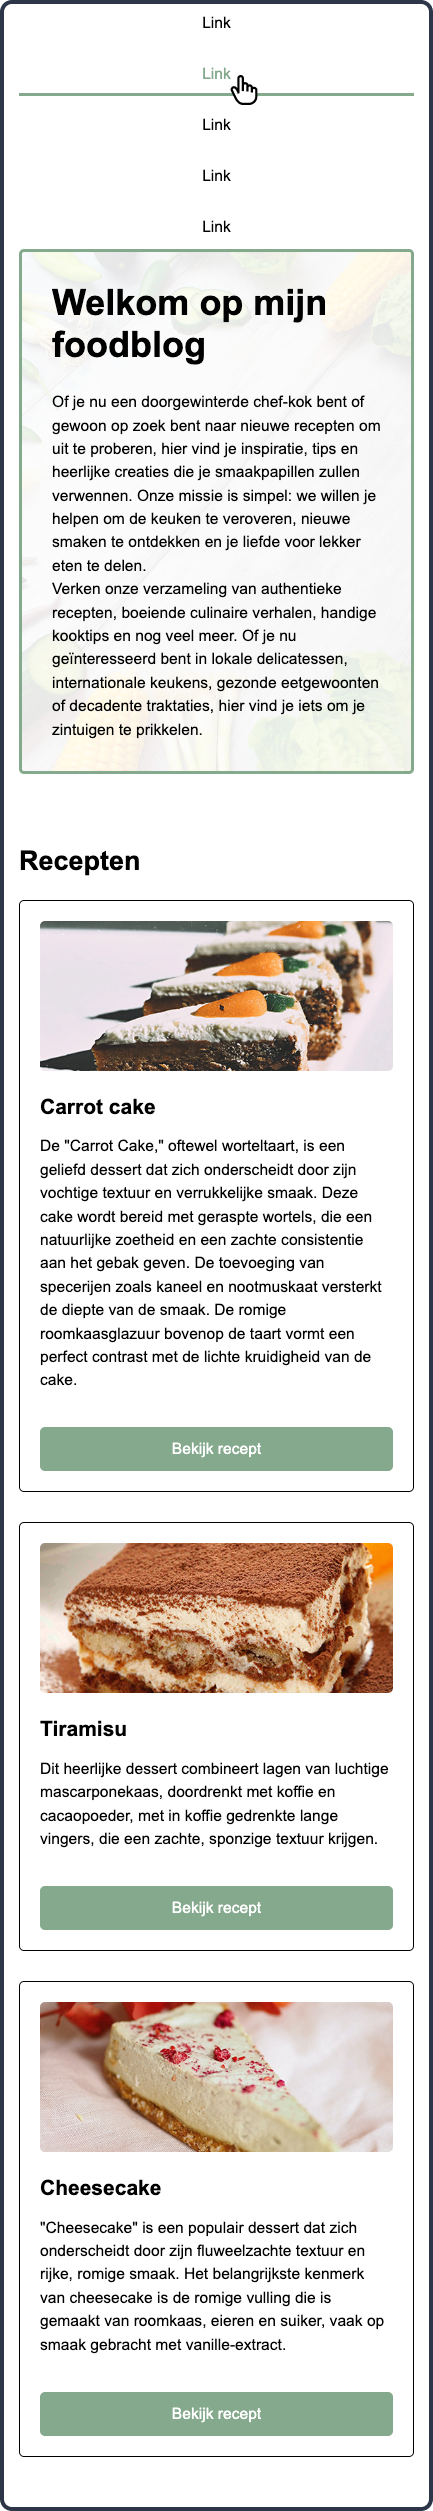 Link
Link
Link
Link
Link
Welkom op mijn
foodblog
Of je nu een doorgewinterde chef-kok bent of
gewoon op zoek bent naar nieuwe recepten om
uit te proberen, hier vind je inspiratie, tips en
heerlijke creaties die je smaakpapillen zullen
verwennen. Onze missie is simpel: we willen je
helpen om de keuken te veroveren, nieuwe
smaken te ontdekken en je liefde voor lekker
eten te delen.
Verken onze verzameling van authentieke
recepten, boeiende culinaire verhalen, handige
kooktips en nog veel meer. Of je nu
geïnteresseerd bent in lokale delicatessen,
internationale keukens, gezonde eetgewoonten
of decadente traktaties, hier vind je iets om je
zintuigen te prikkelen.
Recepten
Carrot cake
De "Carrot Cake," oftewel worteltaart, is een
geliefd dessert dat zich onderscheidt door zijn
vochtige textuur en verrukkelijke smaak. Deze
cake wordt bereid met geraspte wortels, die een
natuurlijke zoetheid en een zachte consistentie
aan het gebak geven. De toevoeging van
specerijen zoals kaneel en nootmuskaat versterkt
de diepte van de smaak. De romige
roomkaasglazuur bovenop de taart vormt een
perfect contrast met de lichte kruidigheid van de
cake.
Bekijk recept
Tiramisu
Dit heerlijke dessert combineert lagen van luchtige
mascarponekaas, doordrenkt met koffie en
cacaopoeder, met in koffie gedrenkte lange
vingers, die een zachte, sponzige textuur krijgen.
Bekijk recept
Cheesecake
"Cheesecake" is een populair dessert dat zich
onderscheidt door zijn fluweelzachte textuur en
rijke, romige smaak. Het belangrijkste kenmerk
van cheesecake is de romige vulling die is
gemaakt van roomkaas, eieren en suiker, vaak op
smaak gebracht met vanille-extract.
Bekijk recept